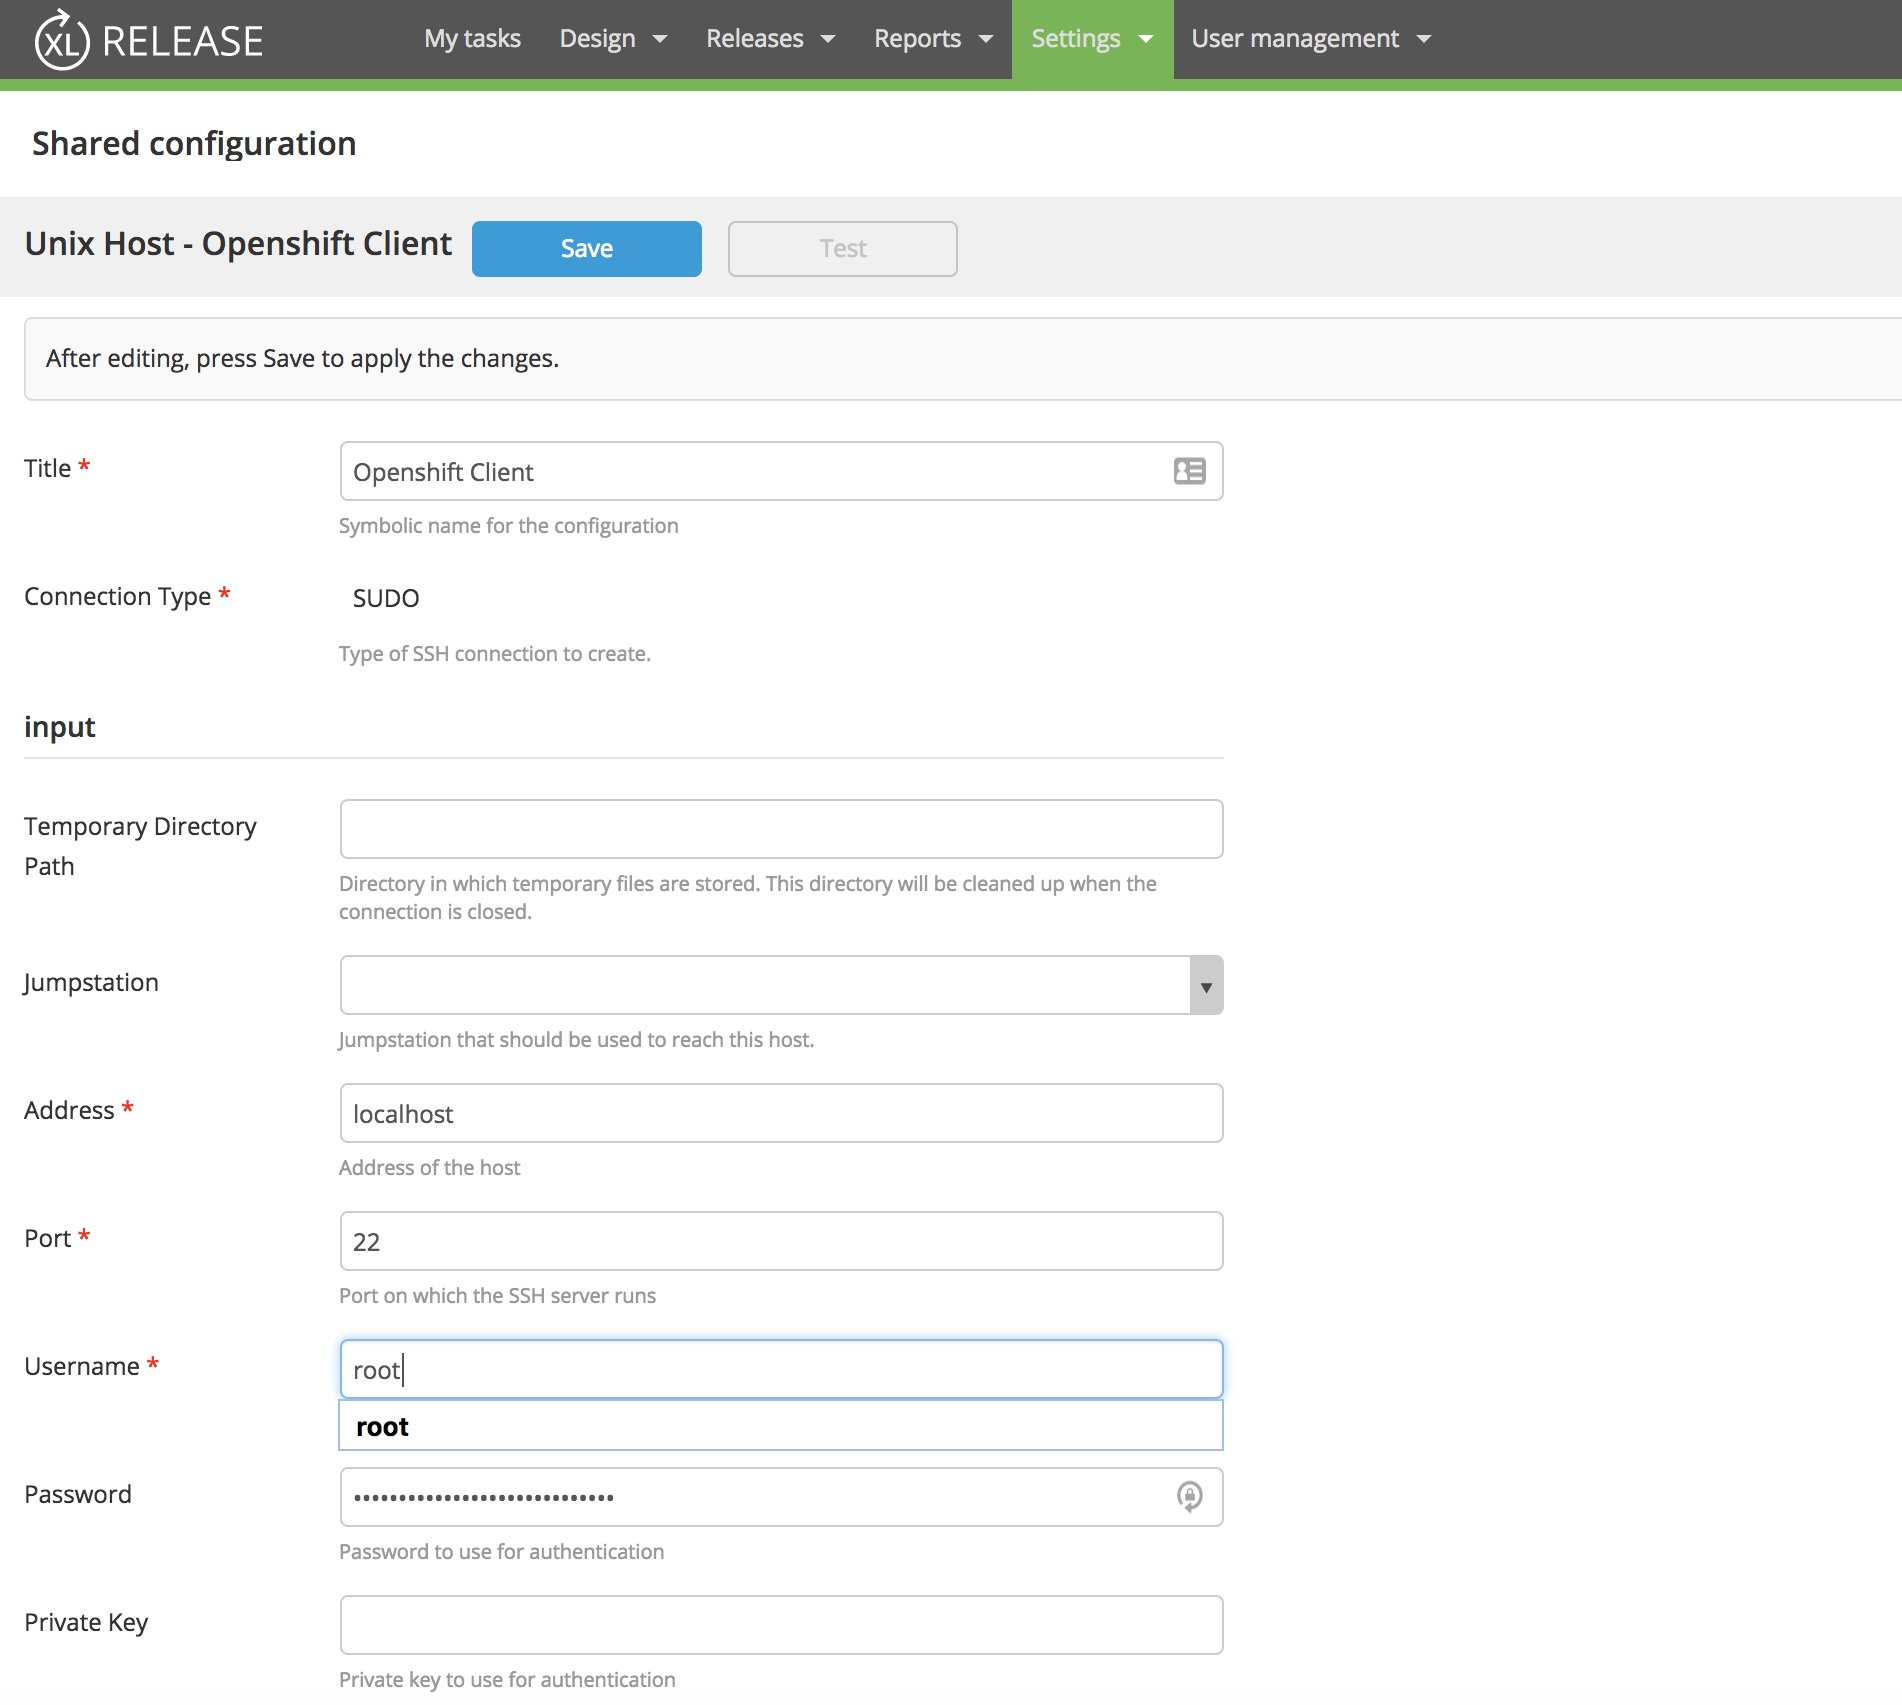 XL RELEASE My tasks Design Releases Reports Settings User management
Shared configuration
Unix Host - Openshift Client Save Test
After editing, press Save to apply the changes.
Title * Openshift Client
Symbolic name for the configuration
Connection Type * SUDO
Type of SSH connection to create.
input
Temporary Directory
Path
Directory in which temporary files are stored. This directory will be cleaned up when the
connection is closed.
Jumpstation
Jumpstation that should be used to reach this host.
Address * localhost
Address of the host
Port * 22
Port on which the SSH server runs
Username * root
root
Password •••••••••••••••••••••••••••••
Password to use for authentication
Private Key
Private key to use for authentication